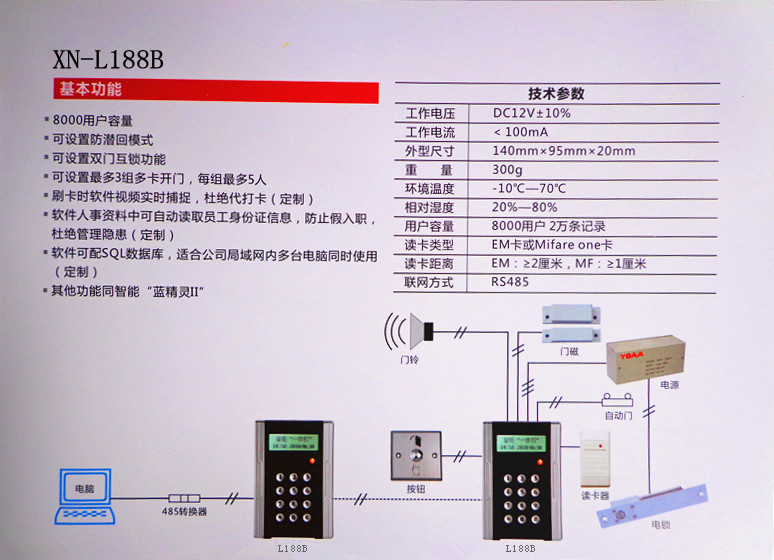 XN-L188B
基本功能
8000用户容量
可设置防潜回模式
可设置双门互锁功能
可设置最多3组多卡开门，每组最多5人
刷卡时软件视频实时捕捉，杜绝代打卡（定制）
软件人事资料中可自动读取员工身份证信息，防止假入职，
杜绝管理隐患（定制）
软件可配SQL数据库，适合公司局域网内多台电脑同时使用
（定制）
其他功能同智能“蓝精灵II”
技术参数
工作电压 DC12V±10%
工作电流 ＜100mA
外型尺寸 140mm×95mm×20mm
重 量 300g
环境温度 -10℃—70℃
相对湿度 20%—80%
用户容量 8000用户 2万条记录
读卡类型 EM卡或Mifare one卡
读卡距离 EM：≥2厘米，MF：≥1厘米
联网方式 RS485
门铃
门磁
YGAA
电源
自动门
按钮
读卡器
电锁
电脑
485转换器
L188B
L188B